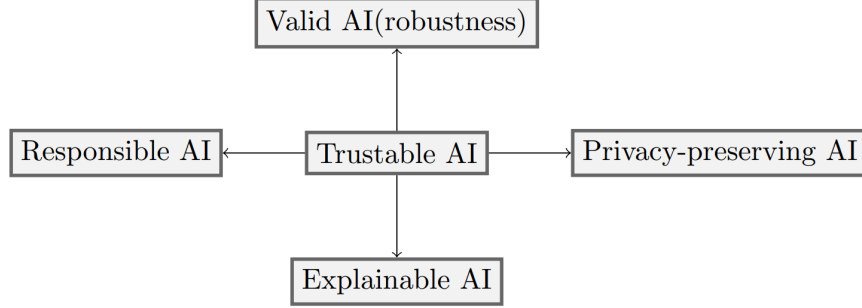 Valid AI(robustness)
Responsible AI
Trustable AI
Privacy-preserving AI
Explainable AI